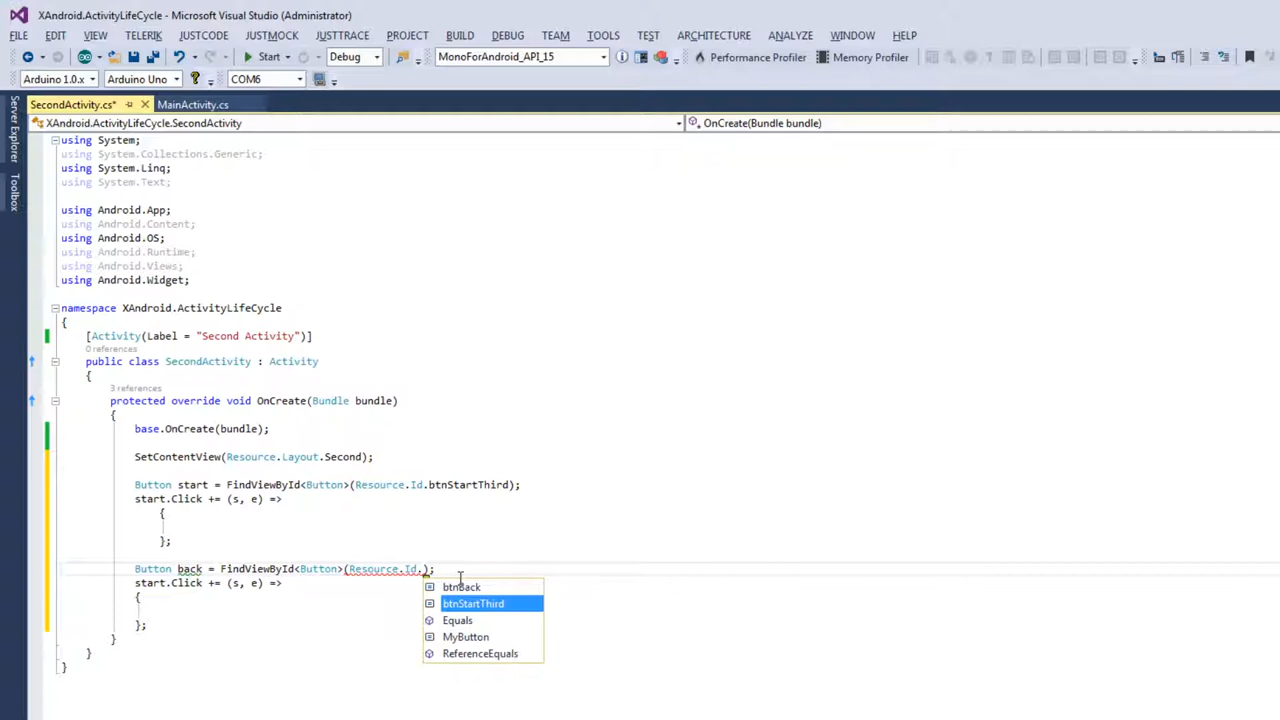 XAndroid.ActivityLifeCycle - Microsoft Visual Studio (Administrator)
FILE EDIT VIEW TELERIK JUSTCODE JUSTMOCK JUSTTRACE PROJECT BUILD DEBUG TEAM TOOLS TEST ARCHITECTURE ANALYZE WINDOW HELP
Start Debug MonoForAndroid_API_15 Performance Profiler Memory Profiler
Arduino 1.0.x Arduino Uno ? COM6
SecondActivity.cs* MainActivity.cs
XAndroid.ActivityLifeCycle.SecondActivity OnCreate(Bundle bundle)
Server Explorer
Toolbox
using System;
using System.Collections.Generic;
using System.Linq;
using System.Text;
using Android.App;
using Android.Content;
using Android.OS;
using Android.Runtime;
using Android.Views;
using Android.Widget;
namespace XAndroid.ActivityLifeCycle
{
[Activity(Label = "Second Activity")]
0 references
public class SecondActivity : Activity
{
3 references
protected override void OnCreate(Bundle bundle)
{
base.OnCreate(bundle);
SetContentView(Resource.Layout.Second);
Button start = FindViewById<Button>(Resource.Id.btnStartThird);
start.Click += (s, e) =>
{
};
Button back = FindViewById<Button>(Resource.Id.);
start.Click += (s, e) =>
{
};
}
}
}
btnBack
btnStartThird
Equals
MyButton
ReferenceEquals